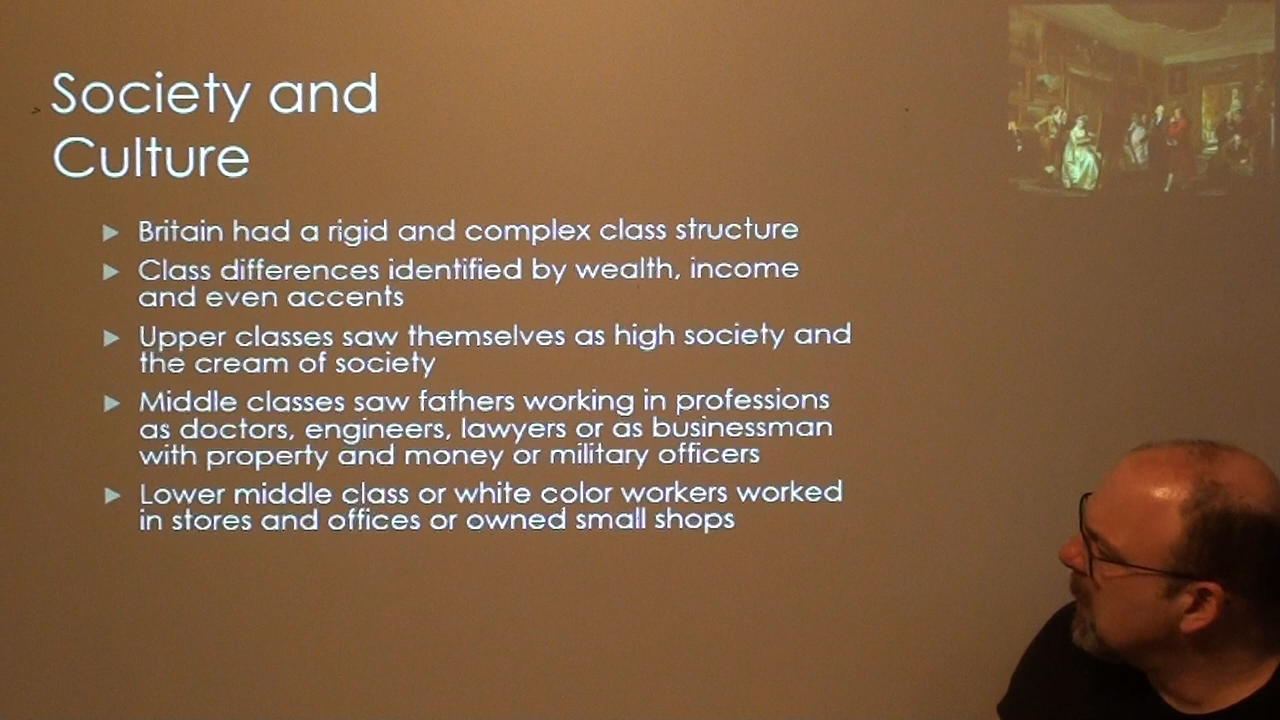 Society and
Culture
Britain had a rigid and complex class structure
Class differences identified by wealth, income
and even accents
Upper classes saw themselves as high society and
the cream of society
Middle classes saw fathers working in professions
as doctors, engineers, lawyers or as businessman
with property and money or military officers
Lower middle class or white color workers worked
in stores and offices or owned small shops